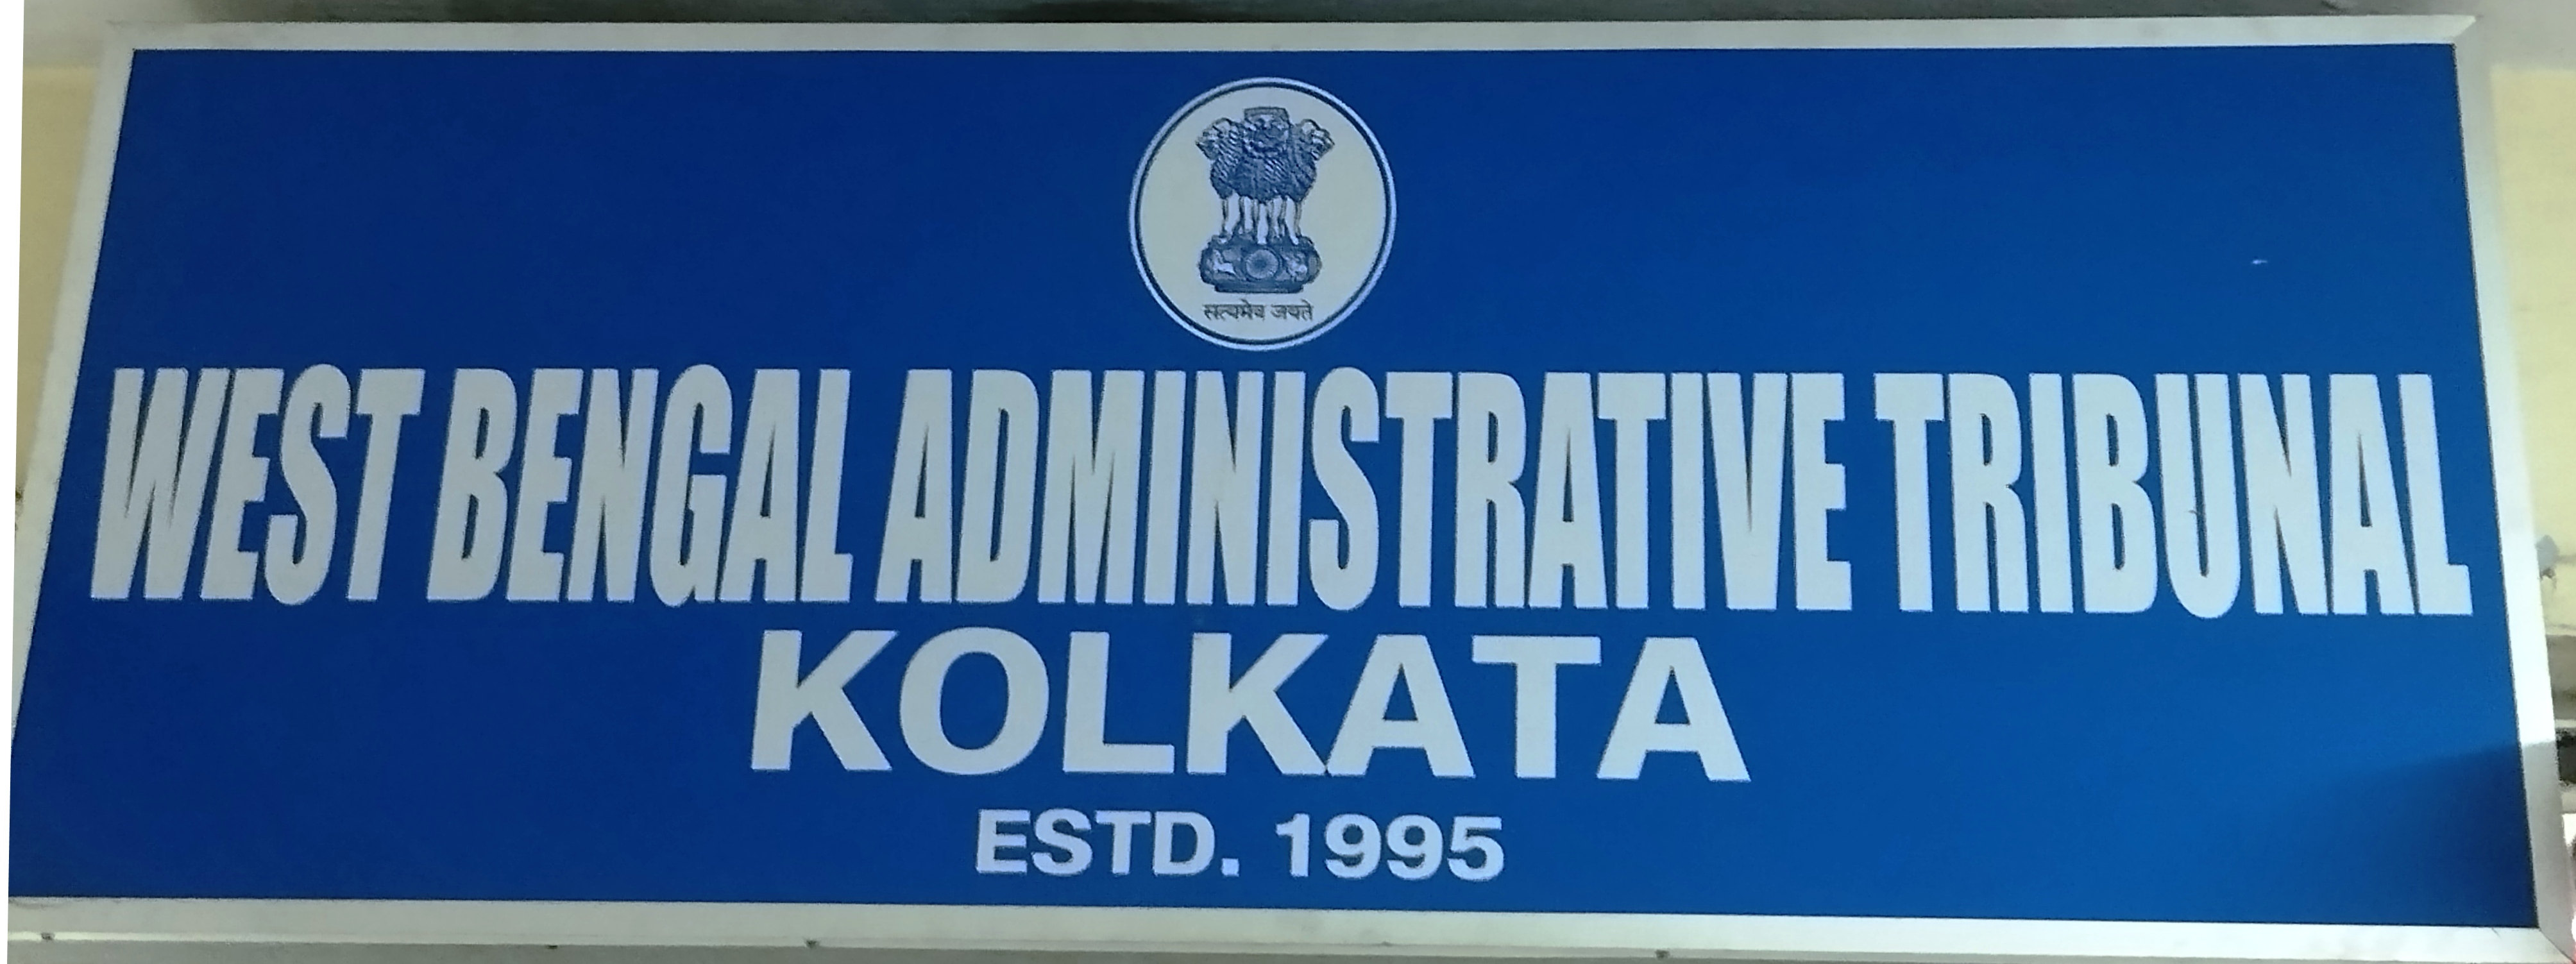 सत्यमेव जयते
WEST BENGAL ADMINISTRATIVE TRIBUNAL
KOLKATA
ESTD. 1995